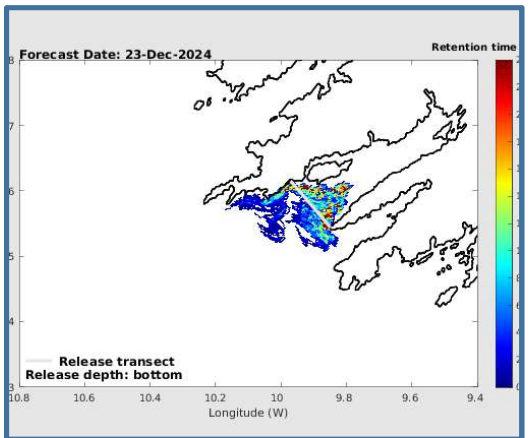 Forecast Date: 23-Dec-2024
Retention time
8
7
6
5
4
3
Release transect
Release depth: bottom
10.8 10.6 10.4 10.2 10 9.8 9.6 9.4
Longitude (W)